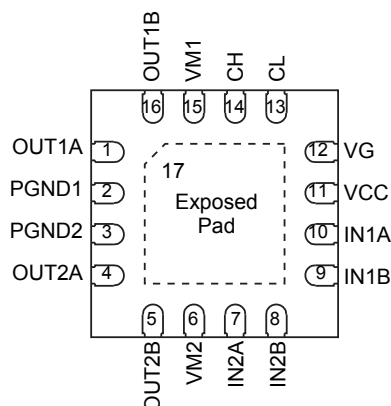 OUT1B
VM1
CH
CL
16
15
14
13
OUT1A 1
PGND1 2
PGND2 3
OUT2A 4
17
Exposed
Pad
12 VG
11 VCC
10 IN1A
9 IN1B
5
6
7
8
OUT2B
VM2
IN2A
IN2B